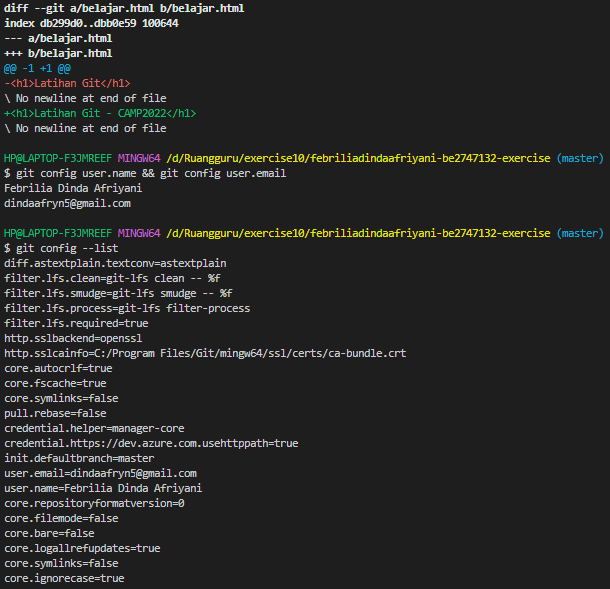 diff --git a/belajar.html b/belajar.html
index db299d0..dbb0e59 100644
--- a/belajar.html
+++ b/belajar.html
@@ -1 +1 @@
-<h1>Latihan Git</h1>
\ No newline at end of file
+<h1>Latihan Git - CAMP2022</h1>
\ No newline at end of file
HP@LAPTOP-F3JMREEF MINGW64 /d/Ruangguru/exercise10/febriliadindaafriyani-be2747132-exercise (master)
$ git config user.name && git config user.email
Febrilia Dinda Afriyani
dindaafryn5@gmail.com
HP@LAPTOP-F3JMREEF MINGW64 /d/Ruangguru/exercise10/febriliadindaafriyani-be2747132-exercise (master)
$ git config --list
diff.astextplain.textconv=astextplain
filter.lfs.clean=git-lfs clean -- %f
filter.lfs.smudge=git-lfs smudge -- %f
filter.lfs.process=git-lfs filter-process
filter.lfs.required=true
http.sslbackend=openssl
http.sslcainfo=C:/Program Files/Git/mingw64/ssl/certs/ca-bundle.crt
core.autocrlf=true
core.fscache=true
core.symlinks=false
pull.rebase=false
credential.helper=manager-core
credential.https://dev.azure.com.usehttppath=true
init.defaultbranch=master
user.email=dindaafryn5@gmail.com
user.name=Febrilia Dinda Afriyani
core.repositoryformatversion=0
core.filemode=false
core.bare=false
core.logallrefupdates=true
core.symlinks=false
core.ignorecase=true